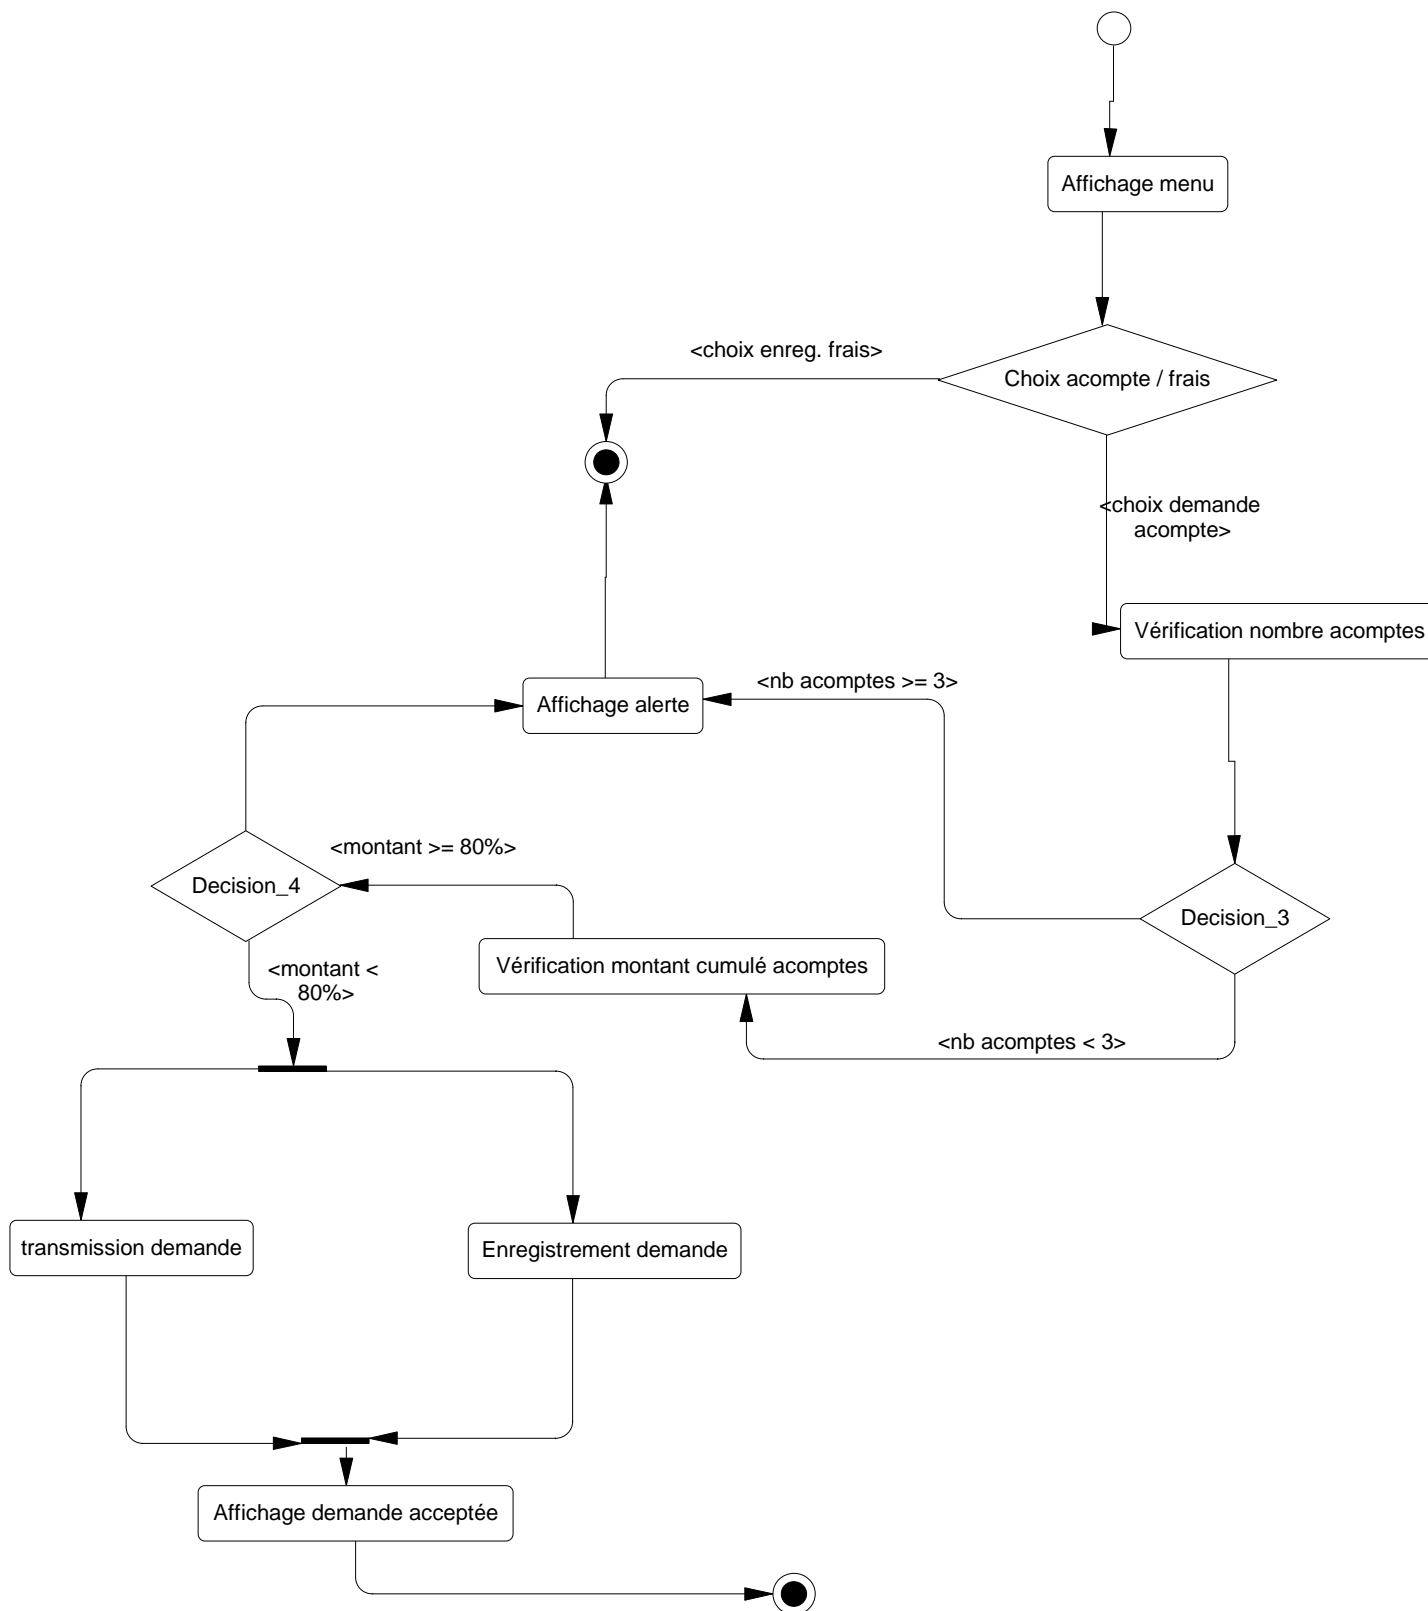 Affichage menu
<choix enreg. frais>
Choix acompte / frais
<choix demande
acompte>
Vérification nombre acomptes
<nb acomptes >= 3>
Affichage alerte
<montant >= 80%>
Decision_4
Decision_3
Vérification montant cumulé acomptes
<montant <
80%>
<nb acomptes < 3>
transmission demande
Enregistrement demande
Affichage demande acceptée